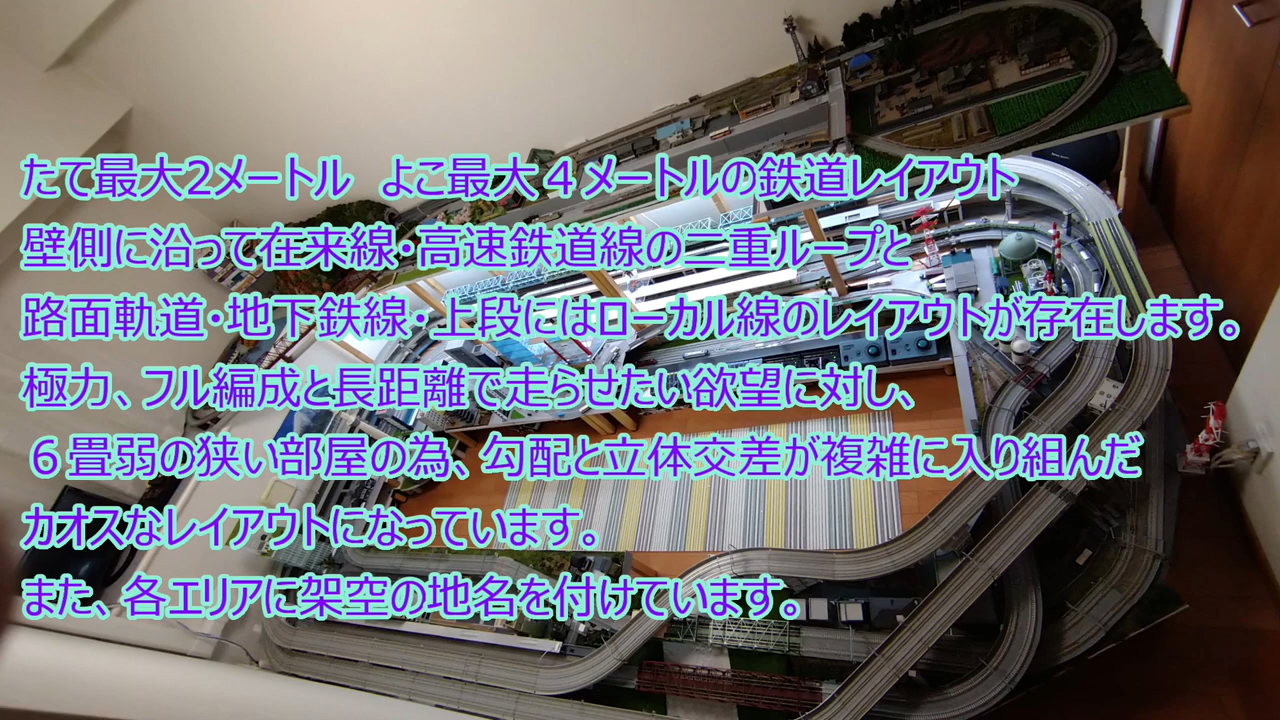 たて最大2メートル　よこ最大４メートルの鉄道レイアウト
壁側に沿って在来線・高速鉄道線の二重ループと
路面軌道・地下鉄線・上段にはローカル線のレイアウトが存在します。
極力、フル編成と長距離で走らせたい欲望に対し、
６畳弱の狭い部屋の為、勾配と立体交差が複雑に入り組んだ
カオスなレイアウトになっています。
また、各エリアに架空の地名を付けています。